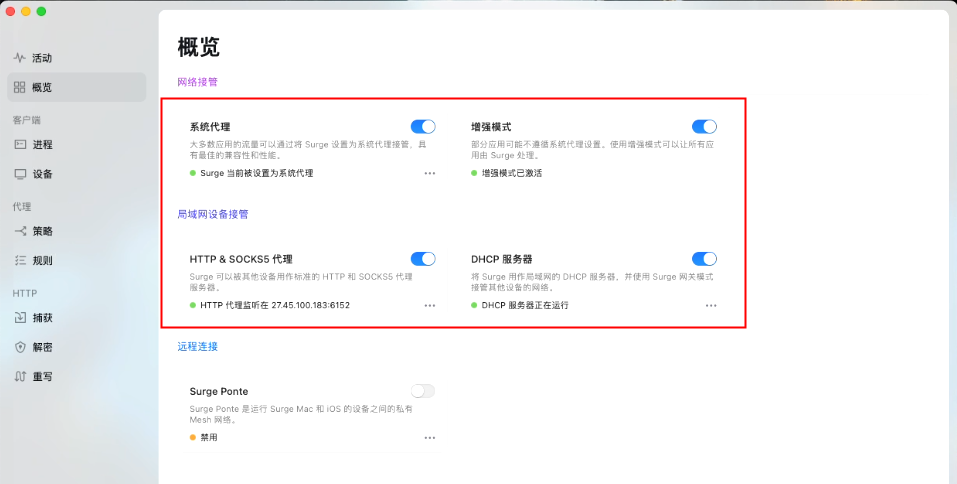 概览
活动
概览
网络接管
客户端
系统代理
增强模式
进程
大多数应用的流量可以通过将 Surge 设置为系统代理接管，具
有最佳的兼容性和性能。
部分应用可能不遵循系统代理设置。使用增强模式可以让所有应
用由 Surge 处理。
设备
Surge 当前被设置为系统代理
增强模式已激活
代理
局域网设备接管
策略
规则
HTTP & SOCKS5 代理
DHCP 服务器
Surge 可以被其他设备用作标准的 HTTP 和 SOCKS5 代理
服务器。
将 Surge 用作局域网的 DHCP 服务器，并使用 Surge 网关模式
接管其他设备的网络。
HTTP
HTTP 代理监听在 27.45.100.183:6152
DHCP 服务器正在运行
捕获
解密
远程连接
重写
Surge Ponte
Surge Ponte 是运行 Surge Mac 和 iOS 的设备之间的私有
Mesh 网络。
禁用